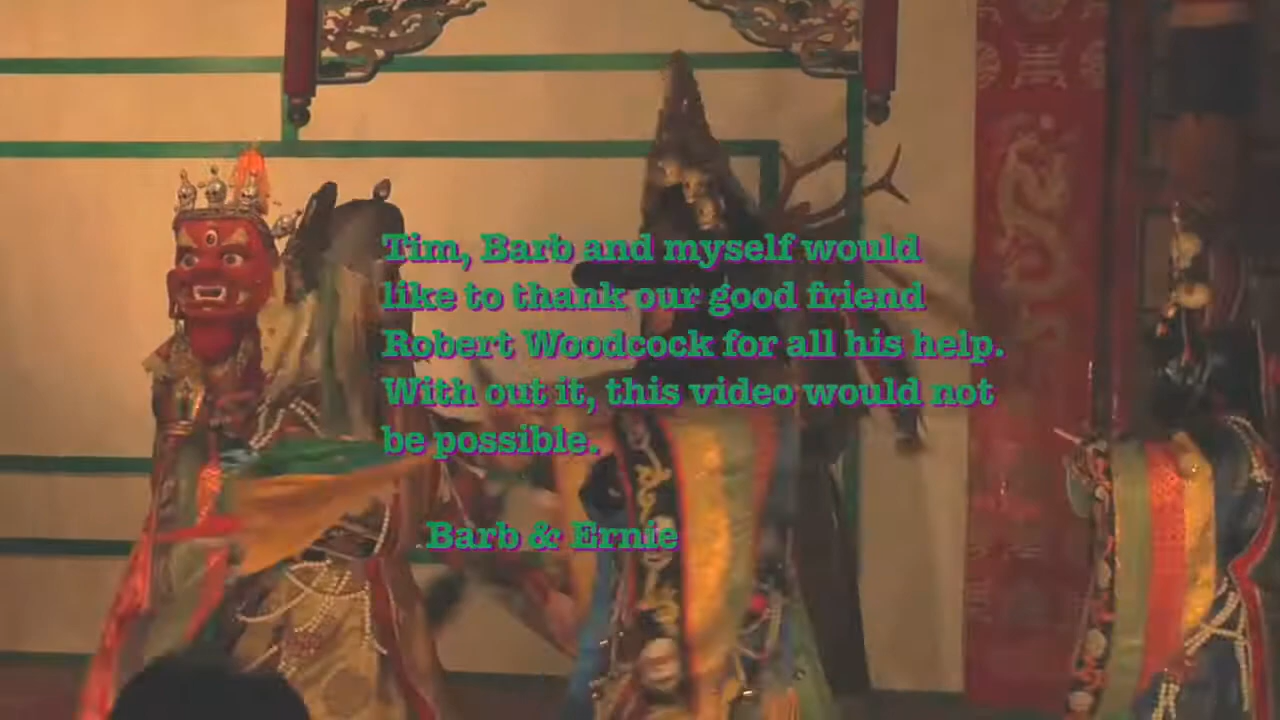 Tim, Barb and myself would
like to thank our good friend
Robert Woodcock for all his help.
With out it, this video would not
be possible.
Barb & Ernie